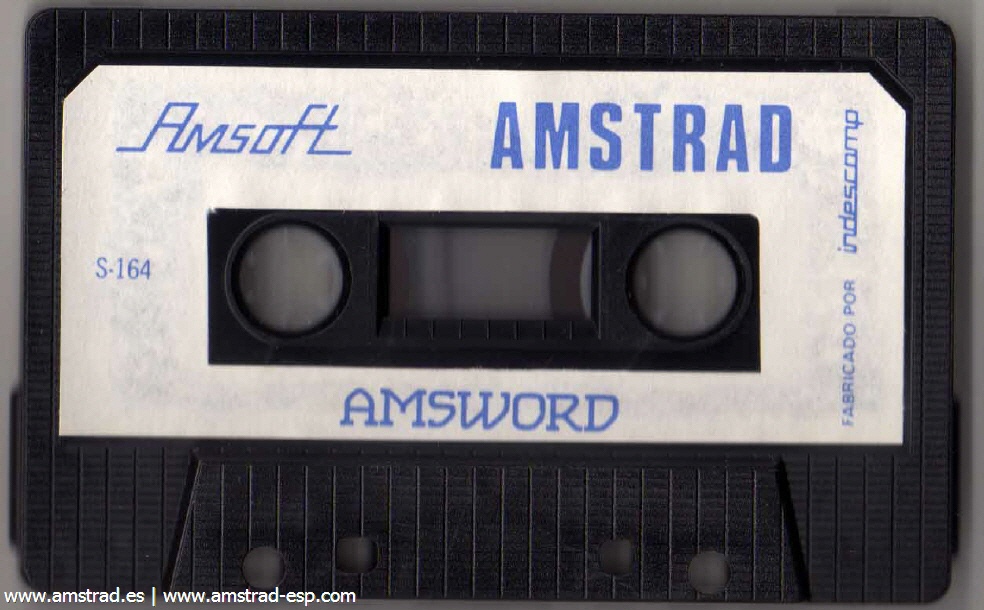 Amsoft
AMSTRAD
S-164
AMSWORD
FABRICADO POR indescomp
www.amstrad.es | www.amstrad-esp.com